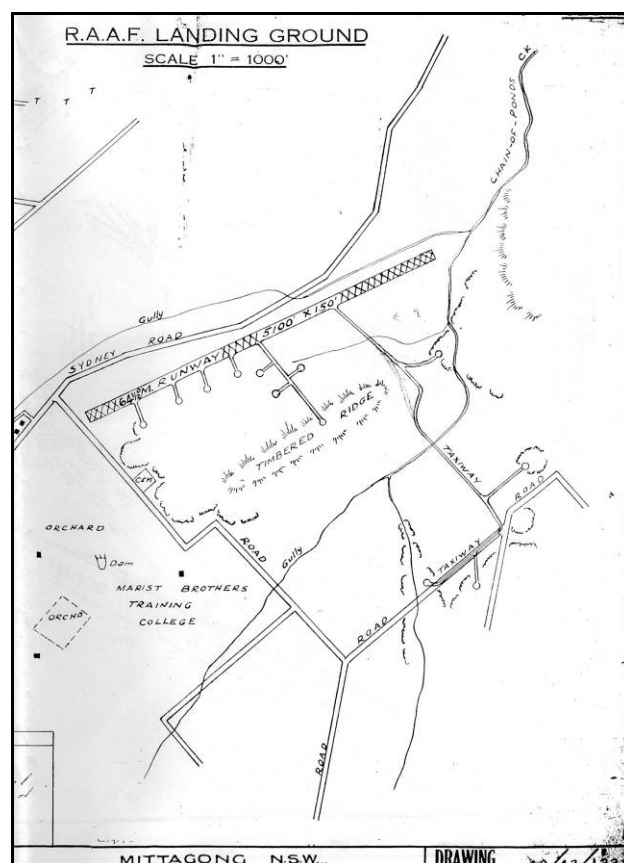 R.A.A.F. LANDING GROUND
SCALE 1" = 1000'
T T T
CHAIN-OF-PONDS CK
Gully
SYDNEY ROAD
M. RUNWAY 5100' X 150'
TIMBERED RIDGE
CEM
TAXIWAY
ROAD
ORCHARD
Dam
MARIST BROTHERS
TRAINING
COLLEGE
ORCHD
ROAD
Gully
TAXIWAY
ROAD
ROAD
MITTAGONG N.S.W.
DRAWING